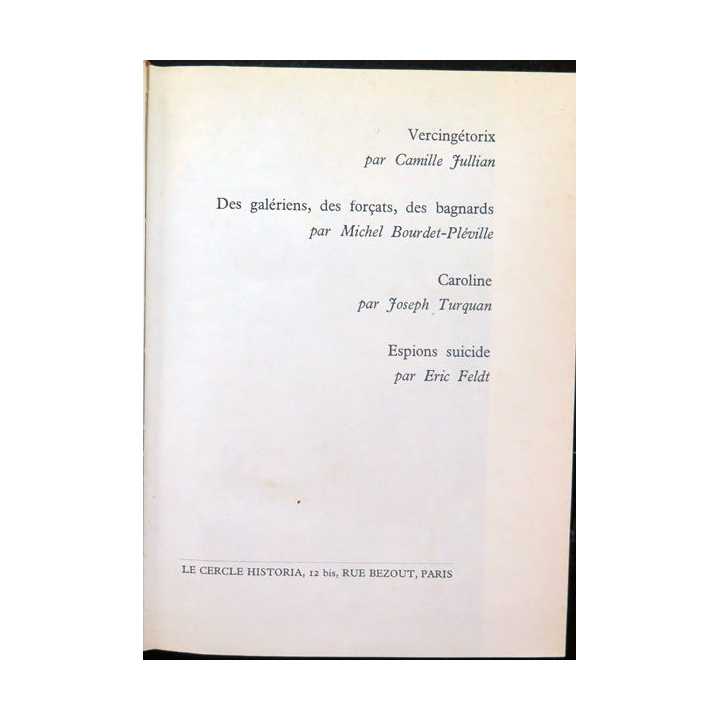 Vercingétorix
par Camille Jullian
Des galériens, des forçats, des bagnards
par Michel Bourdet-Pléville
Caroline
par Joseph Turquan
Espions suicide
par Eric Feldt
LE CERCLE HISTORIA, 12 bis, RUE BEZOUT, PARIS